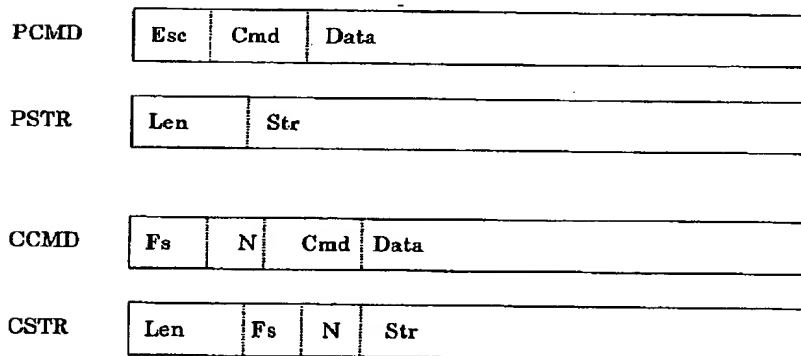 PCMD Esc Cmd Data
PSTR Len Str
CCMD Fs N Cmd Data
CSTR Len Fs N Str